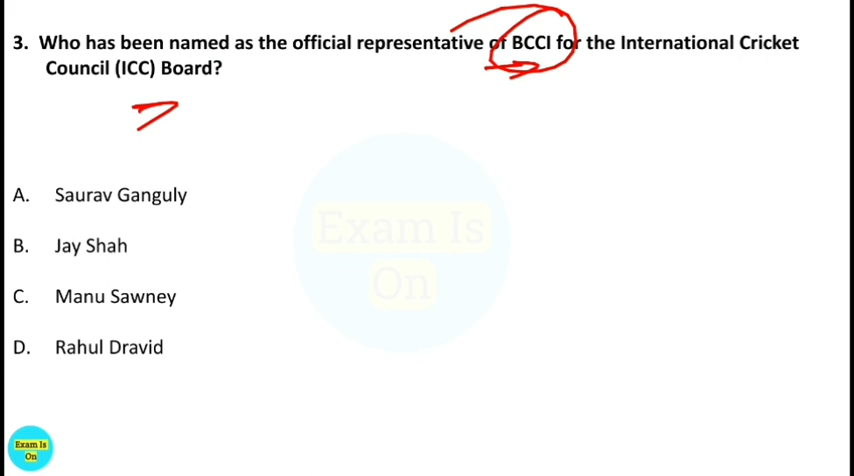 3. Who has been named as the official representative of BCCI for the International Cricket
Council (ICC) Board?
A. Saurav Ganguly
B. Jay Shah
C. Manu Sawney
D. Rahul Dravid
Exam Is
On
Exam Is
On